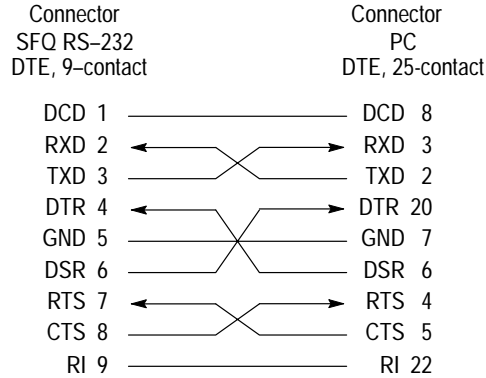 Connector Connector
SFQ RS–232 PC
DTE, 9–contact DTE, 25-contact
DCD 1 DCD 8
RXD 2 RXD 3
TXD 3 TXD 2
DTR 4 DTR 20
GND 5 GND 7
DSR 6 DSR 6
RTS 7 RTS 4
CTS 8 CTS 5
RI 9 RI 22